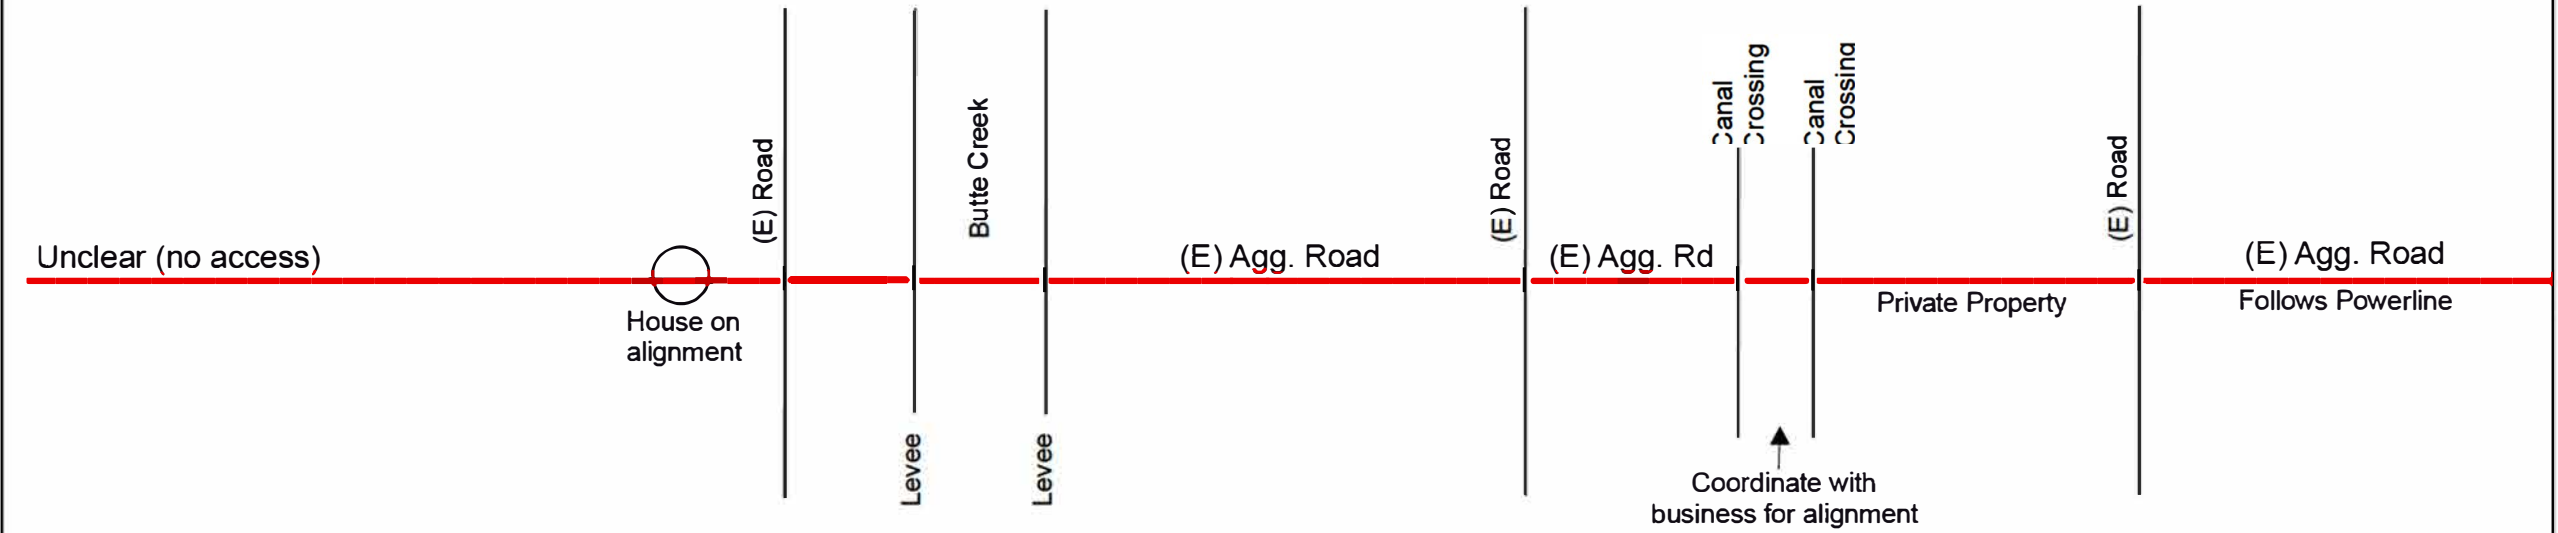 Unclear (no access)
House on
alignment
(E) Road
Levee
Butte Creek
Levee
(E) Agg. Road
(E) Road
(E) Agg. Rd
Canal
Crossing
Canal
Crossing
Coordinate with
business for alignment
Private Property
(E) Road
(E) Agg. Road
Follows Powerline